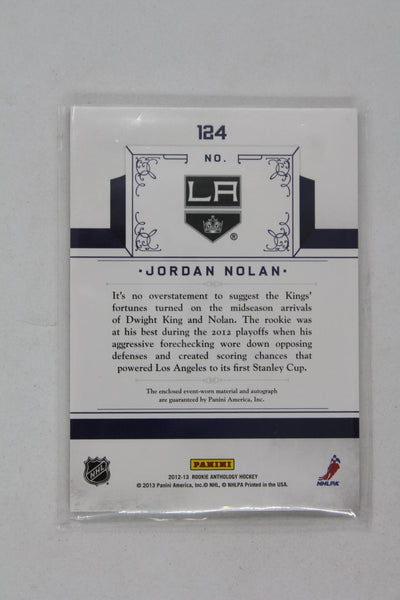 124
NO.
LA
®
·JORDAN NOLAN·
It's no overstatement to suggest the Kings'
fortunes turned on the midseason arrivals
of Dwight King and Nolan. The rookie was
at his best during the 2012 playoffs when his
aggressive forechecking wore down opposing
defenses and created scoring chances that
powered Los Angeles to its first Stanley Cup.
The enclosed event-worn material and autograph
are guaranteed by Panini America, Inc.
NHL
PANINI
NHLPA
2012-13 ROOKIE ANTHOLOGY HOCKEY
© 2013 Panini America, Inc. © NHL, © NHLPA Printed in the USA.